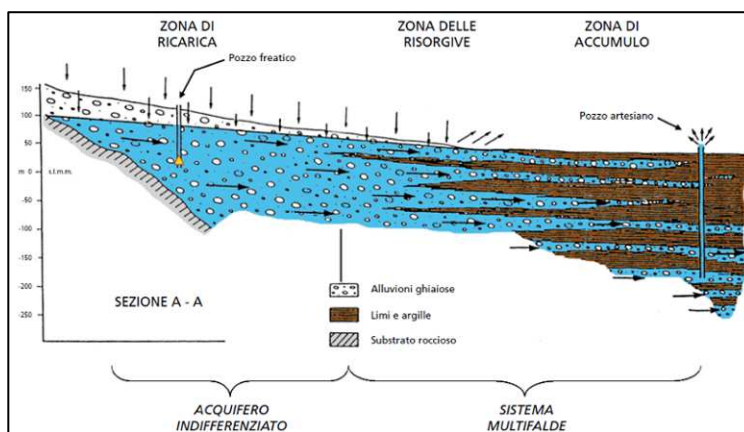 ZONA DI
RICARICA
ZONA DELLE
RISORGIVE
ZONA DI
ACCUMULO
Pozzo freatico
Pozzo artesiano
150
100
50
m 0 s.l.m.m.
-50
-100
-150
-200
-250
SEZIONE A - A
Alluvioni ghiaiose
Limi e argille
Substrato roccioso
ACQUIFERO
INDIFFERENZIATO
SISTEMA
MULTIFALDE